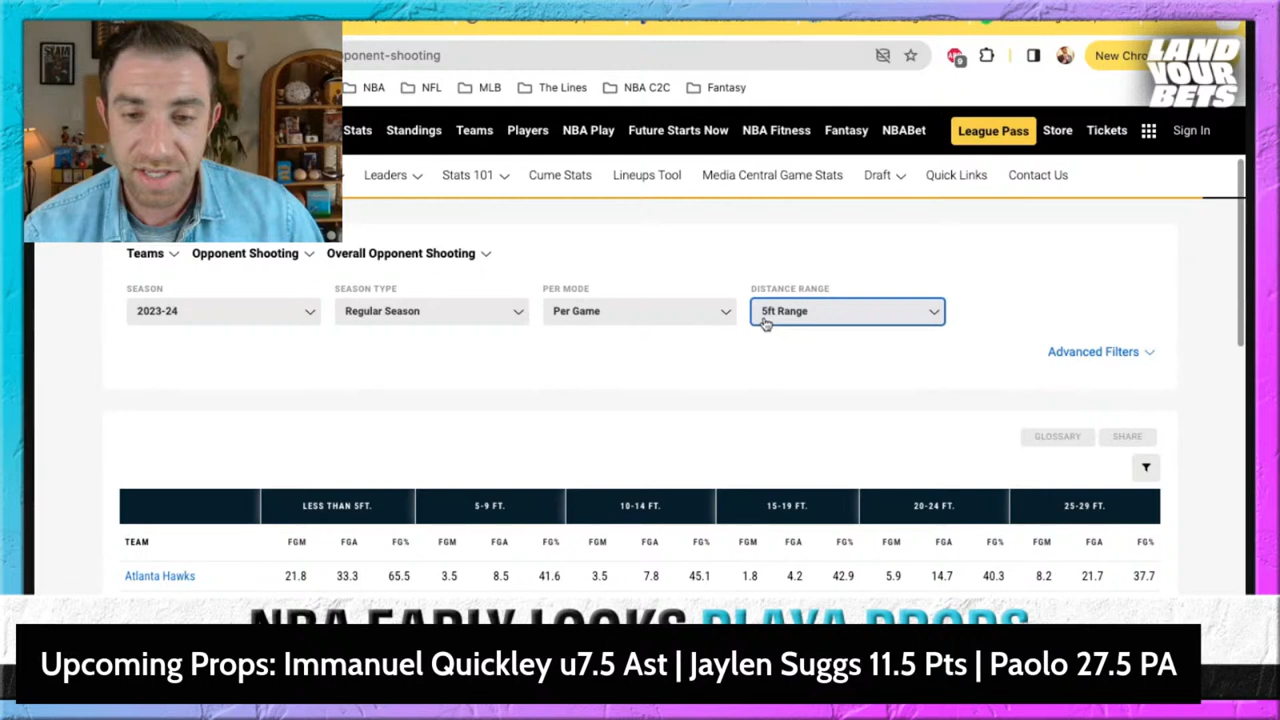 SLAM
ponent-shooting
9
New Chro
LAND
YOUR
BETS
NBA
NFL
MLB
The Lines
NBA C2C
Fantasy
Stats
Standings
Teams
Players
NBA Play
Future Starts Now
NBA Fitness
Fantasy
NBABet
League Pass
Store
Tickets
Sign In
Leaders
Stats 101
Cume Stats
Lineups Tool
Media Central Game Stats
Draft
Quick Links
Contact Us
Teams
Opponent Shooting
Overall Opponent Shooting
SEASON
SEASON TYPE
PER MODE
DISTANCE RANGE
2023-24
Regular Season
Per Game
5ft Range
Advanced Filters
GLOSSARY
SHARE
LESS THAN 5FT.
5-9 FT.
10-14 FT.
15-19 FT.
20-24 FT.
25-29 FT.
TEAM FGM FGA FG% FGM FGA FG% FGM FGA FG% FGM FGA FG% FGM FGA FG% FGM FGA FG%
Atlanta Hawks 21.8 33.3 65.5 3.5 8.5 41.6 3.5 7.8 45.1 1.8 4.2 42.9 5.9 14.7 40.3 8.2 21.7 37.7
NBA EARLY LOOKS PLAYA PROPS
Upcoming Props: Immanuel Quickley u7.5 Ast | Jaylen Suggs 11.5 Pts | Paolo 27.5 PA